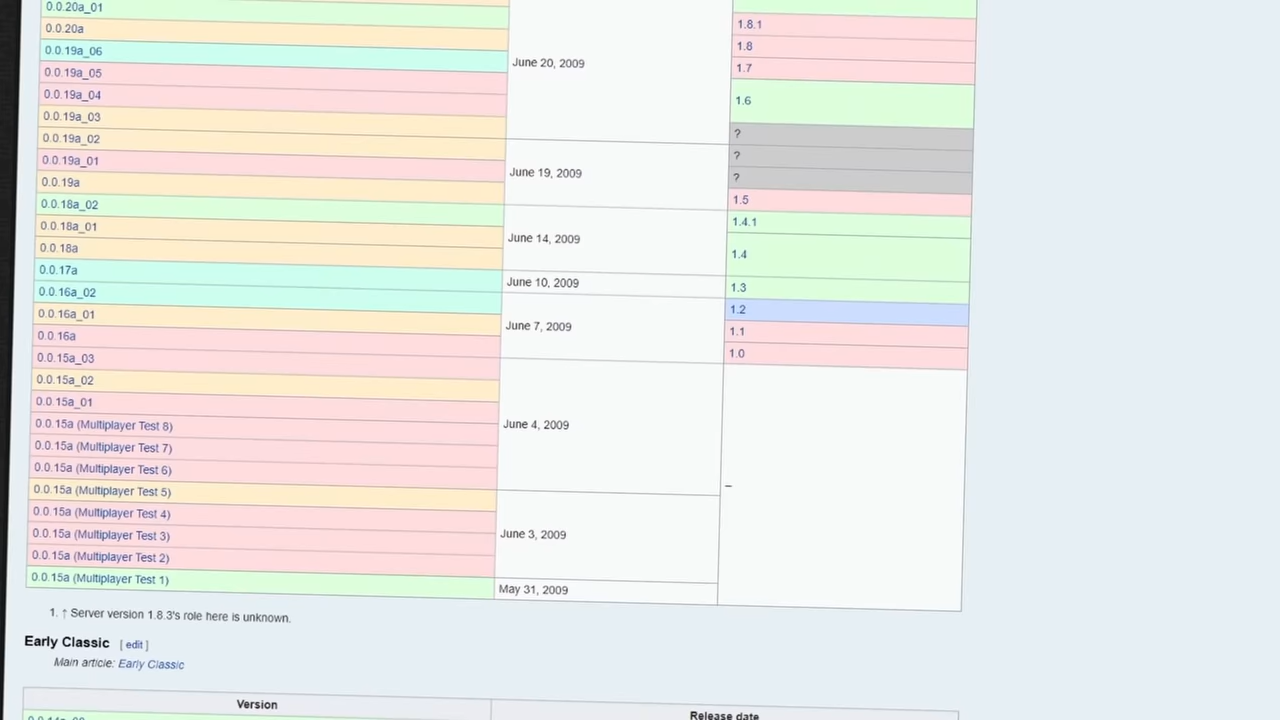 0.0.20a_01
0.0.20a
0.0.19a_06
0.0.19a_05
0.0.19a_04
0.0.19a_03
0.0.19a_02
0.0.19a_01
0.0.19a
0.0.18a_02
0.0.18a_01
0.0.18a
0.0.17a
0.0.16a_02
0.0.16a_01
0.0.16a
0.0.15a_03
0.0.15a_02
0.0.15a_01
0.0.15a (Multiplayer Test 8)
0.0.15a (Multiplayer Test 7)
0.0.15a (Multiplayer Test 6)
0.0.15a (Multiplayer Test 5)
0.0.15a (Multiplayer Test 4)
0.0.15a (Multiplayer Test 3)
0.0.15a (Multiplayer Test 2)
0.0.15a (Multiplayer Test 1)
June 20, 2009
June 19, 2009
June 14, 2009
June 10, 2009
June 7, 2009
June 4, 2009
June 3, 2009
May 31, 2009
1.8.1
1.8
1.7
1.6
?
?
?
1.5
1.4.1
1.4
1.3
1.2
1.1
1.0
–
1. ↑ Server version 1.8.3's role here is unknown.
Early Classic [ edit ]
Main article: Early Classic
Version Release date